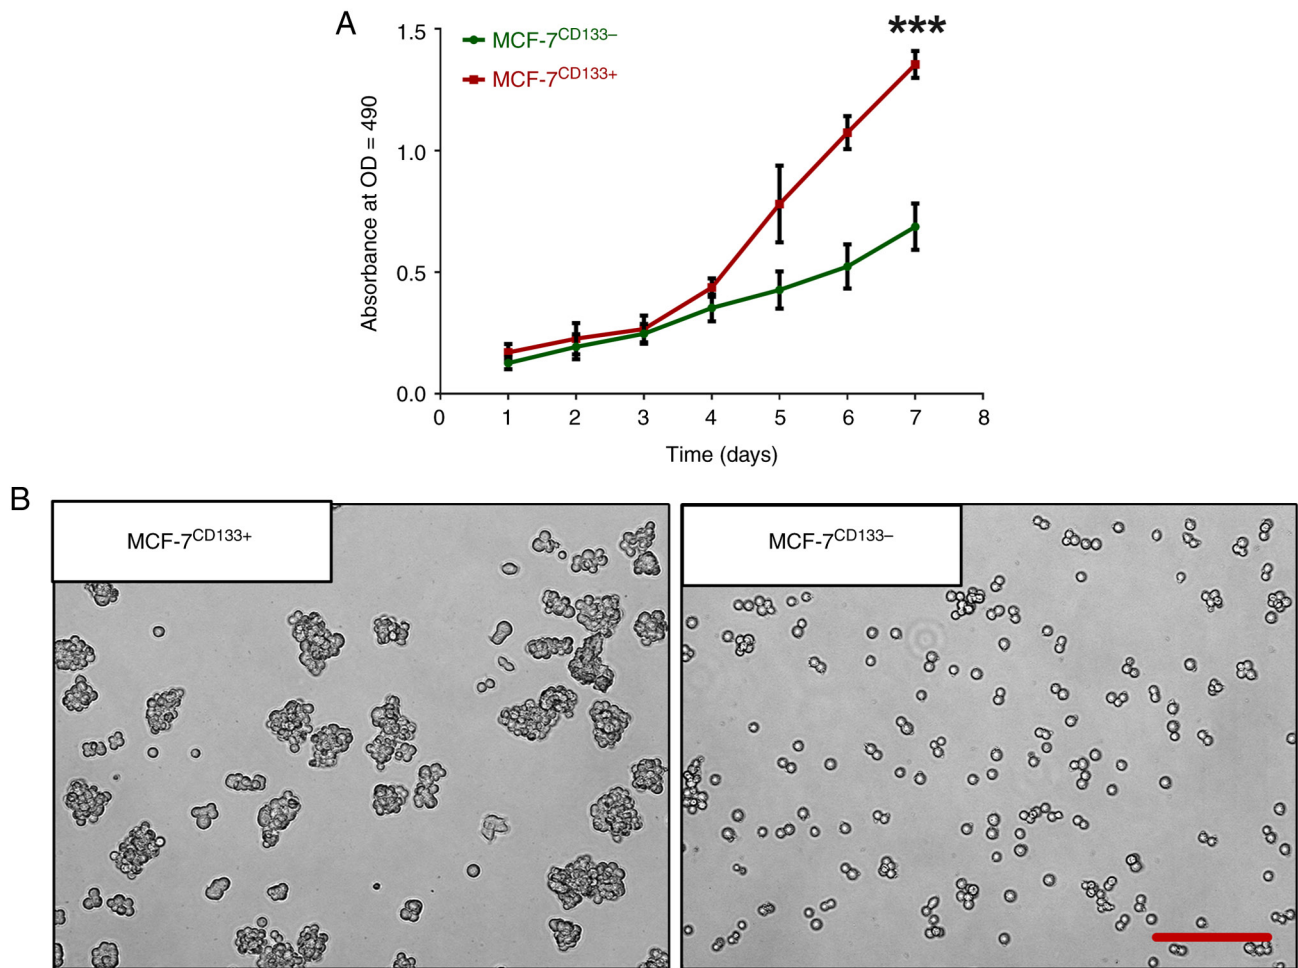 A
***
MCF-7CD133–
MCF-7CD133+
1.5
1.0
0.5
0.0
Absorbance at OD = 490
0 1 2 3 4 5 6 7 8
Time (days)
B
MCF-7CD133+
MCF-7CD133–